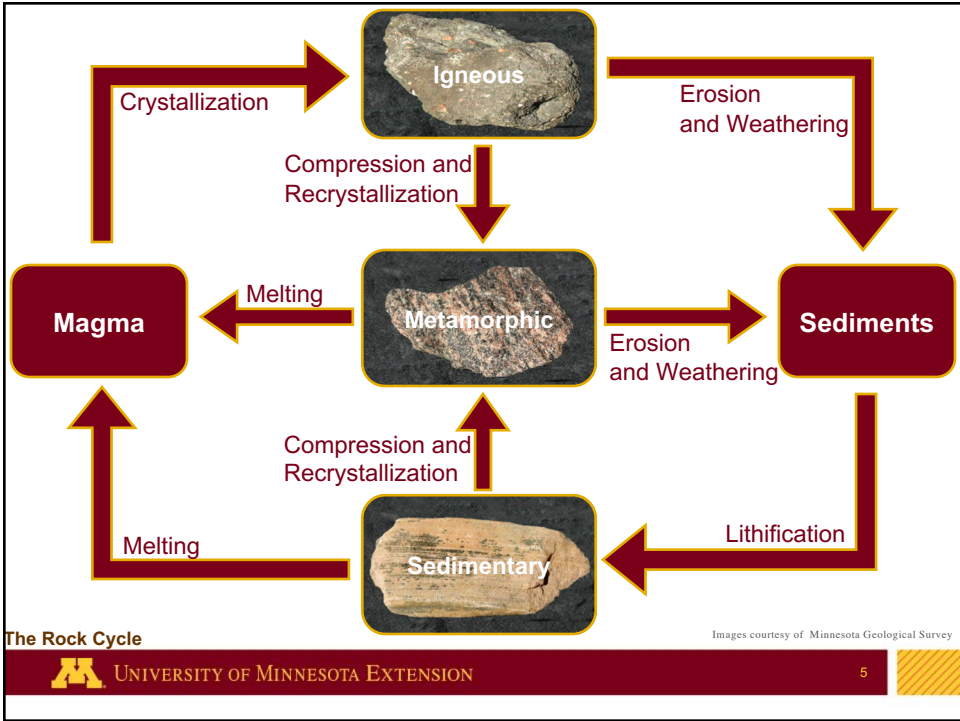 Igneous
Crystallization
Erosion
and Weathering
Compression and
Recrystallization
Magma
Melting
Metamorphic
Sediments
Erosion
and Weathering
Compression and
Recrystallization
Melting
Sedimentary
Lithification
The Rock Cycle
Images courtesy of Minnesota Geological Survey
M UNIVERSITY OF MINNESOTA EXTENSION
5